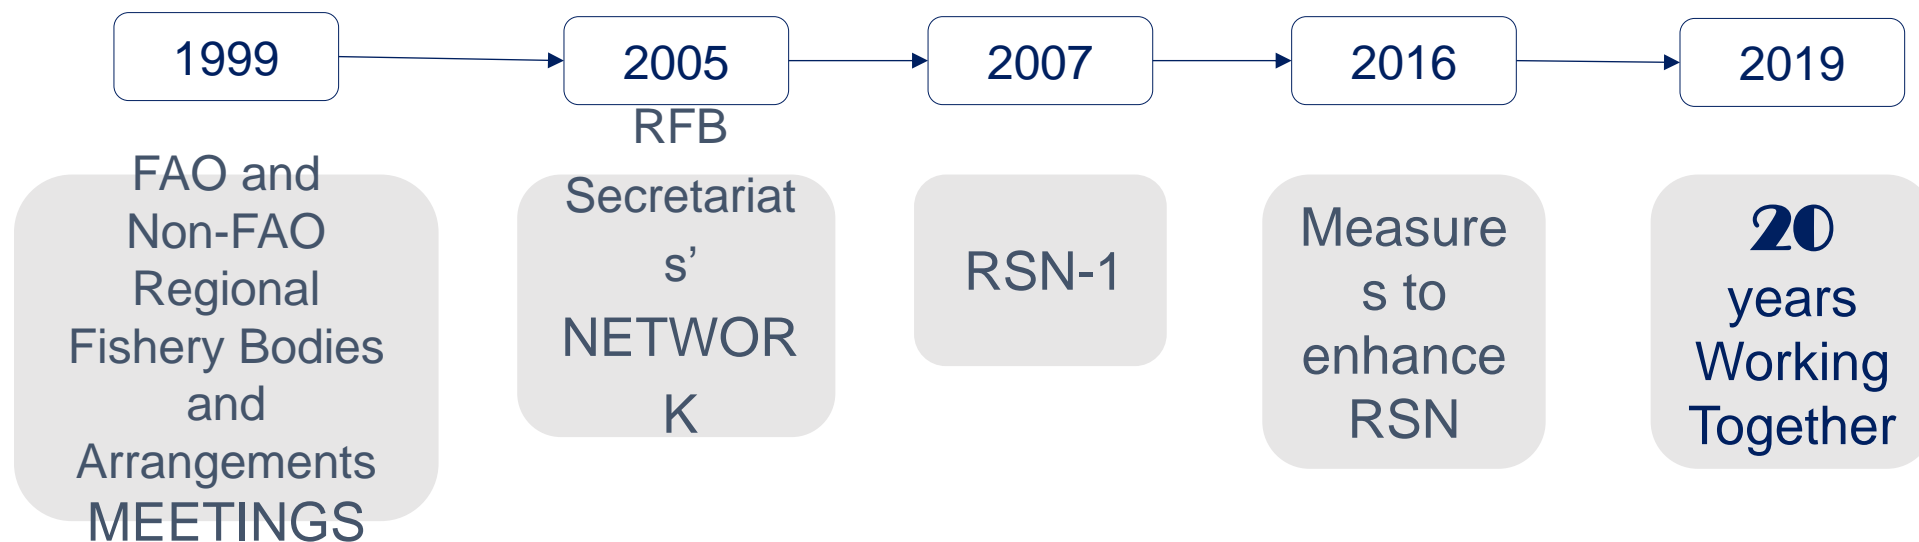 1999
2005
2007
2016
2019
FAO and
Non-FAO
Regional
Fishery Bodies
and
Arrangements
MEETINGS
RFB
Secretariat
s’
NETWOR
K
RSN-1
Measure
s to
enhance
RSN
20
years
Working
Together